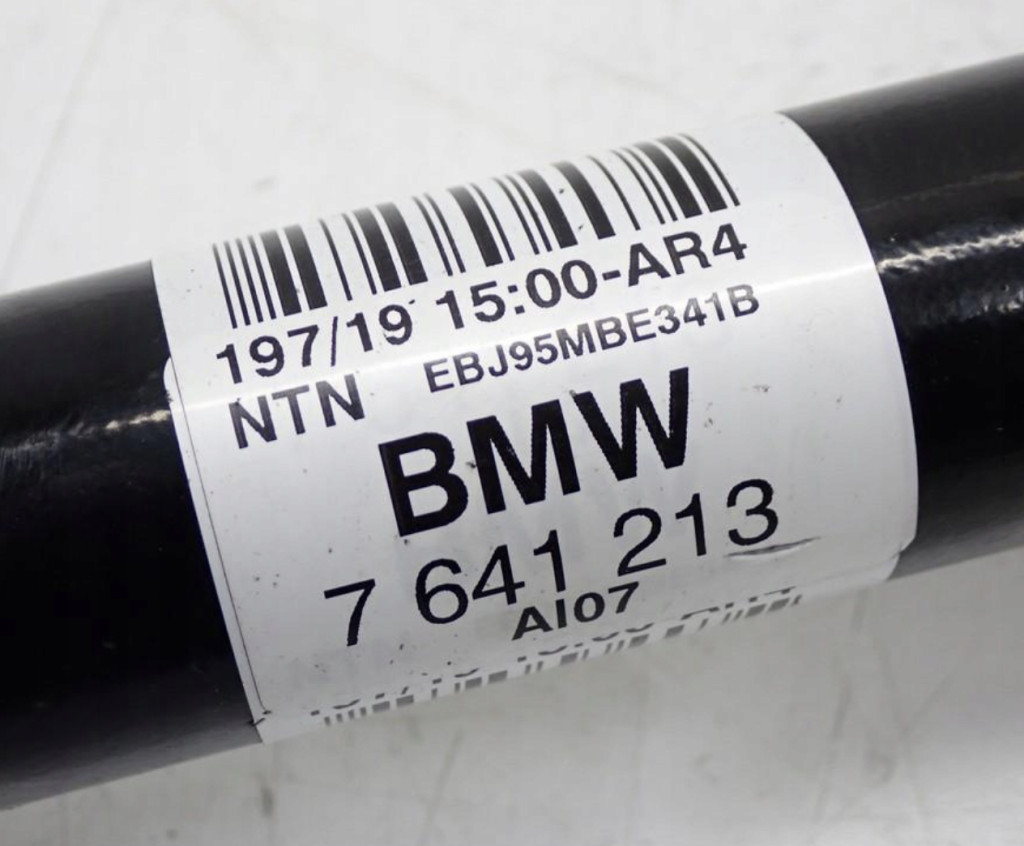 197/19 15:00-AR4
NTN EBJ95MBE341B
BMW
7 641 213
AI07